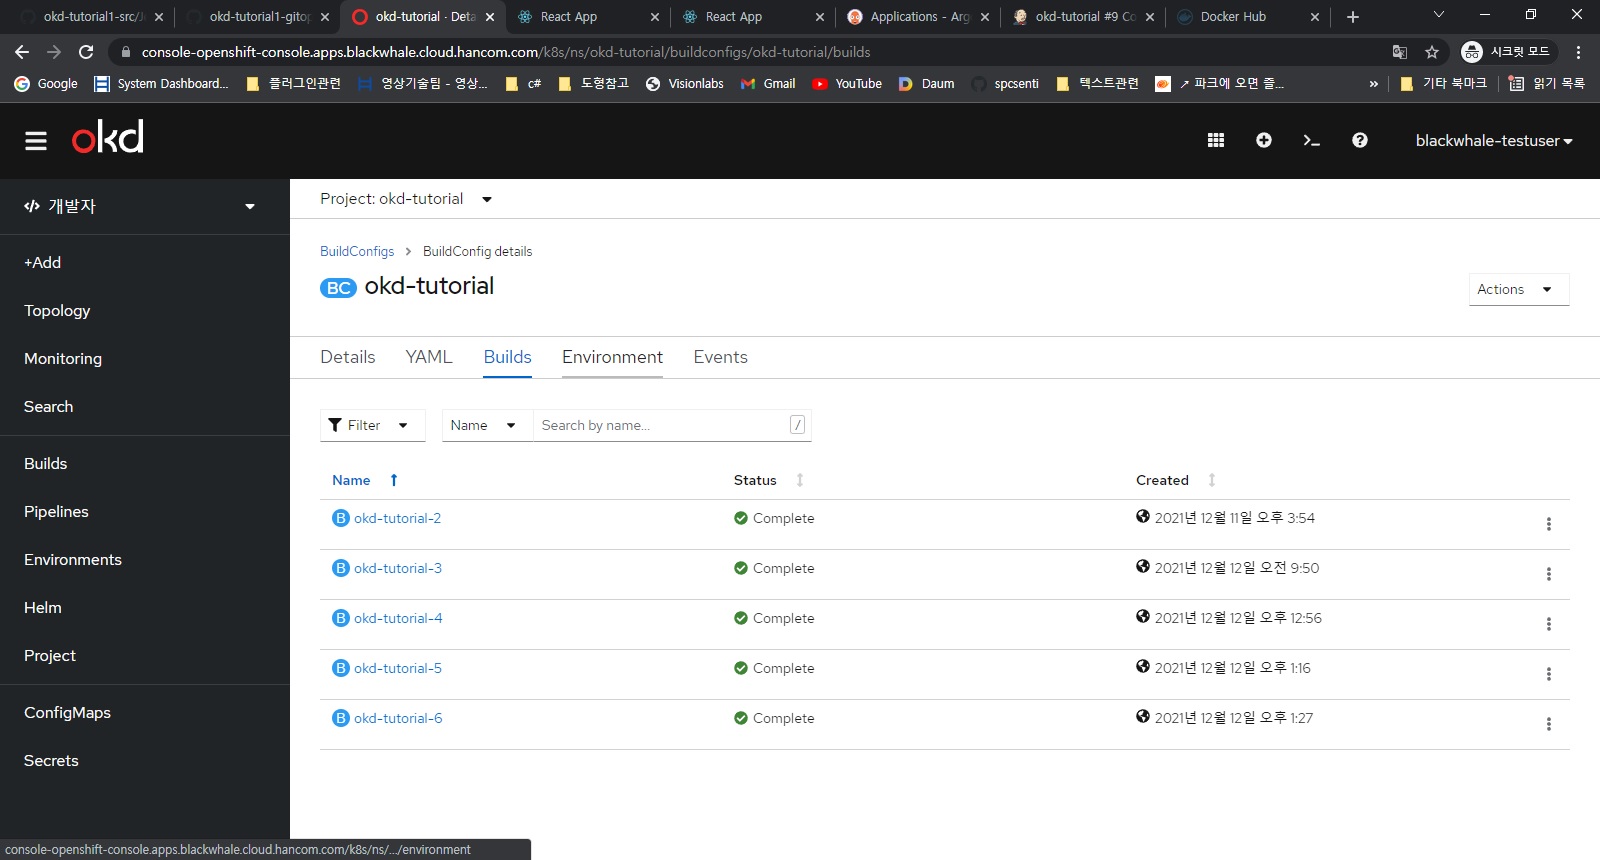 okd-tutorial1-src/J
okd-tutorial1-gitop
okd-tutorial · Deta
React App
React App
Applications - Arg
okd-tutorial #9 Co
Docker Hub
console-openshift-console.apps.blackwhale.cloud.hancom.com/k8s/ns/okd-tutorial/buildconfigs/okd-tutorial/builds
시크릿 모드
Google
System Dashboard...
플러그인관련
영상기술팀 - 영상...
c#
도형참고
Visionlabs
Gmail
YouTube
Daum
spcsenti
텍스트관련
↗ 파크에 오면 즐...
»
기타 북마크
읽기 목록
okd
blackwhale-testuser
개발자
Project: okd-tutorial
+Add
Topology
Monitoring
Search
Builds
Pipelines
Environments
Helm
Project
ConfigMaps
Secrets
BuildConfigs > BuildConfig details
BC okd-tutorial
Actions
Details YAML Builds Environment Events
Filter Name Search by name... /
Name Status Created
B okd-tutorial-2 Complete 2021년 12월 11일 오후 3:54
B okd-tutorial-3 Complete 2021년 12월 12일 오전 9:50
B okd-tutorial-4 Complete 2021년 12월 12일 오후 12:56
B okd-tutorial-5 Complete 2021년 12월 12일 오후 1:16
B okd-tutorial-6 Complete 2021년 12월 12일 오후 1:27
console-openshift-console.apps.blackwhale.cloud.hancom.com/k8s/ns/.../environment